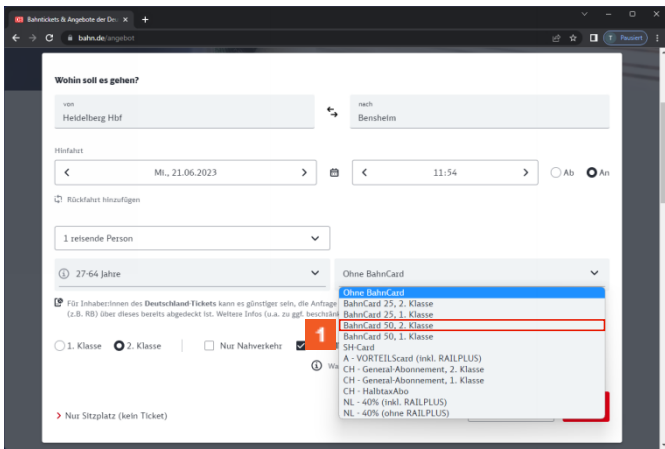 Bahntickets & Angebote der De
bahn.de/angebot
T Pausiert
Wohin soll es gehen?
von
nach
Heidelberg Hbf
Bensheim
Hinfahrt
Mi., 21.06.2023
11:54
Ab
An
Rückfahrt hinzufügen
1 reisende Person
27-64 Jahre
Ohne BahnCard
Ohne BahnCard
BahnCard 25, 2. Klasse
BahnCard 25, 1. Klasse
BahnCard 50, 2. Klasse
BahnCard 50, 1. Klasse
SH-Card
A - VORTEILScard (inkl. RAILPLUS)
CH - General-Abonnement, 2. Klasse
CH - General-Abonnement, 1. Klasse
CH - HalbtaxAbo
NL - 40% (inkl. RAILPLUS)
NL - 40% (ohne RAILPLUS)
Für Inhaber:innen des Deutschland-Tickets kann es günstiger sein, die Anfrage
(z.B. RB) über dieses bereits abgedeckt ist. Weitere Infos (u.a. zu ggf. beschrän
1
1. Klasse
2. Klasse
Nur Nahverkehr
Wa
Nur Sitzplatz (kein Ticket)